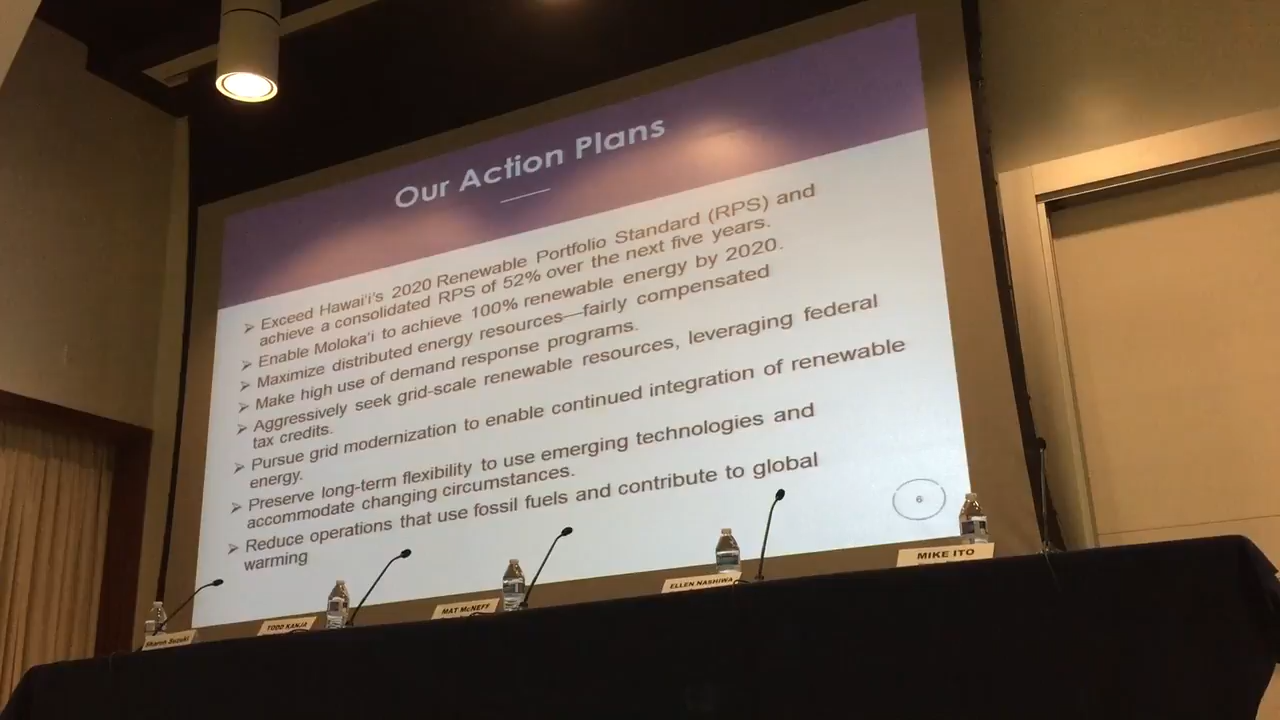 Our Action Plans
➢ Exceed Hawai‘i’s 2020 Renewable Portfolio Standard (RPS) and
achieve a consolidated RPS of 52% over the next five years.
➢ Enable Moloka‘i to achieve 100% renewable energy by 2020.
➢ Maximize distributed energy resources—fairly compensated
➢ Make high use of demand response programs.
➢ Aggressively seek grid-scale renewable resources, leveraging federal
tax credits.
➢ Pursue grid modernization to enable continued integration of renewable
energy.
➢ Preserve long-term flexibility to use emerging technologies and
accommodate changing circumstances.
➢ Reduce operations that use fossil fuels and contribute to global
warming
6
Sharon Suzuki
TODD KANJA
MAT McNEFF
ELLEN NASHIWA
MIKE ITO